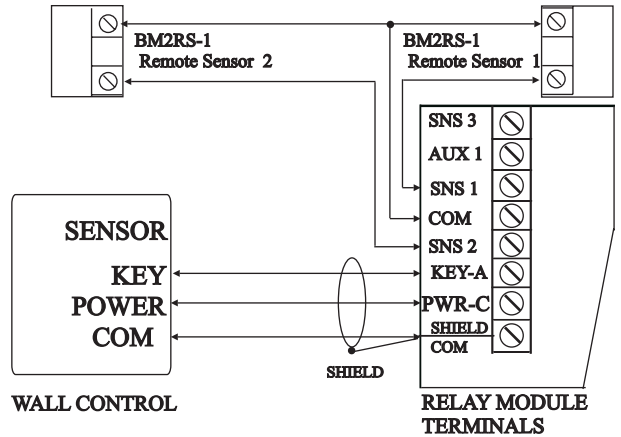 BM2RS-1
Remote Sensor 2
BM2RS-1
Remote Sensor 1
SNS 3
AUX 1
SNS 1
COM
SNS 2
KEY-A
PWR-C
SHIELD
COM
SENSOR
KEY
POWER
COM
SHIELD
WALL CONTROL
RELAY MODULE
TERMINALS